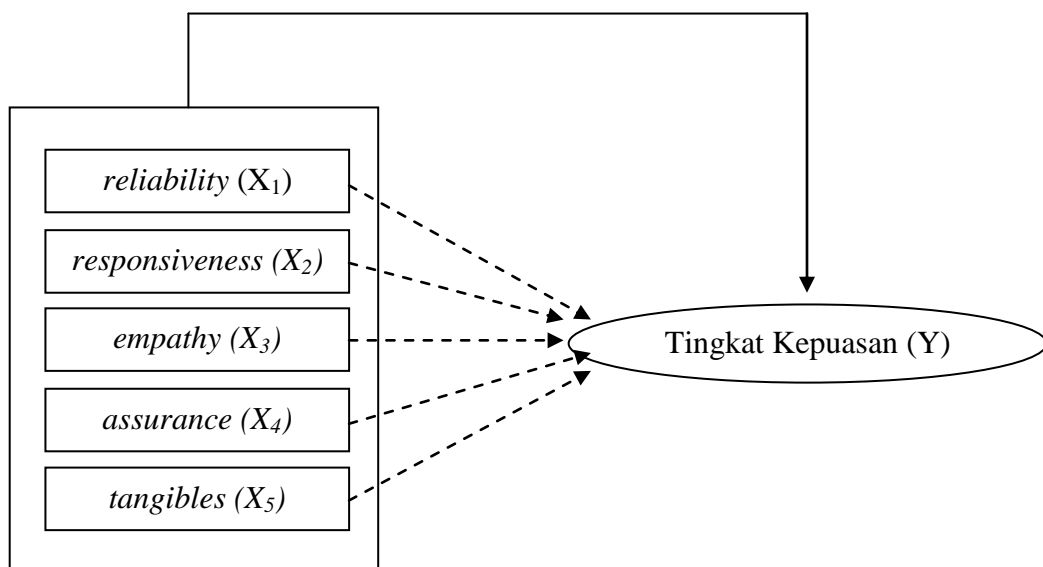 reliability (X₁)
responsiveness (X₂)
empathy (X₃)
assurance (X₄)
tangibles (X₅)
Tingkat Kepuasan (Y)